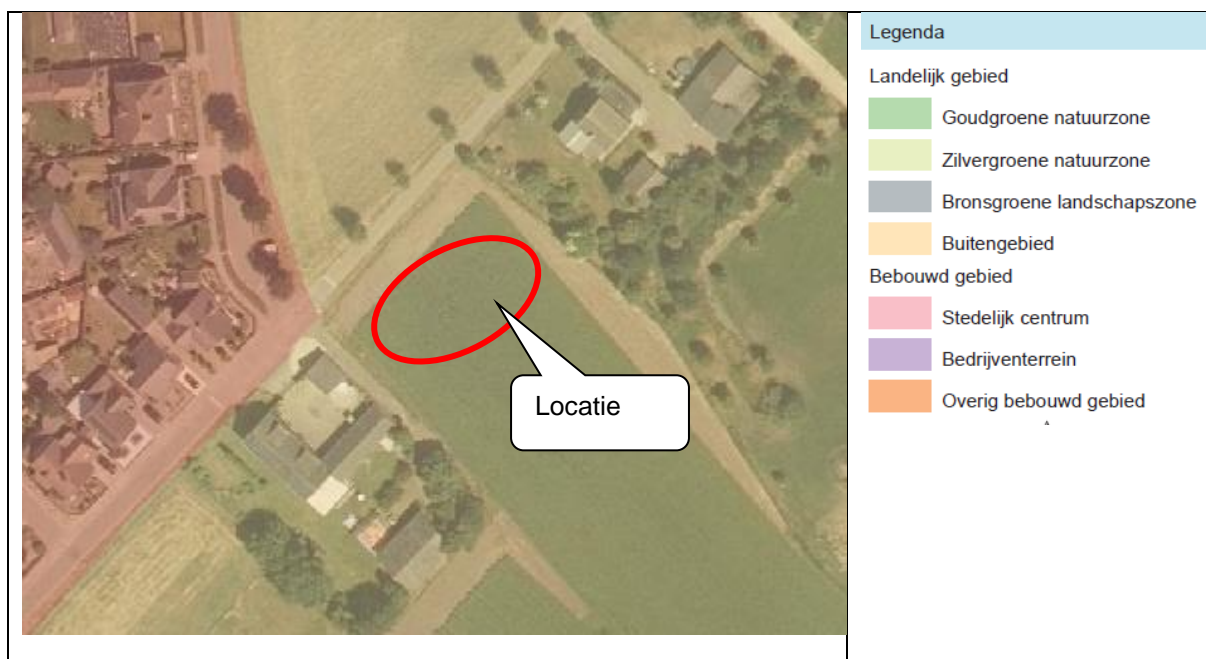 Locatie
Legenda
Landelijk gebied
Goudgroene natuurzone
Zilvergroene natuurzone
Bronsgroene landschapszone
Buitengebied
Bebouwd gebied
Stedelijk centrum
Bedrijventerrein
Overig bebouwd gebied